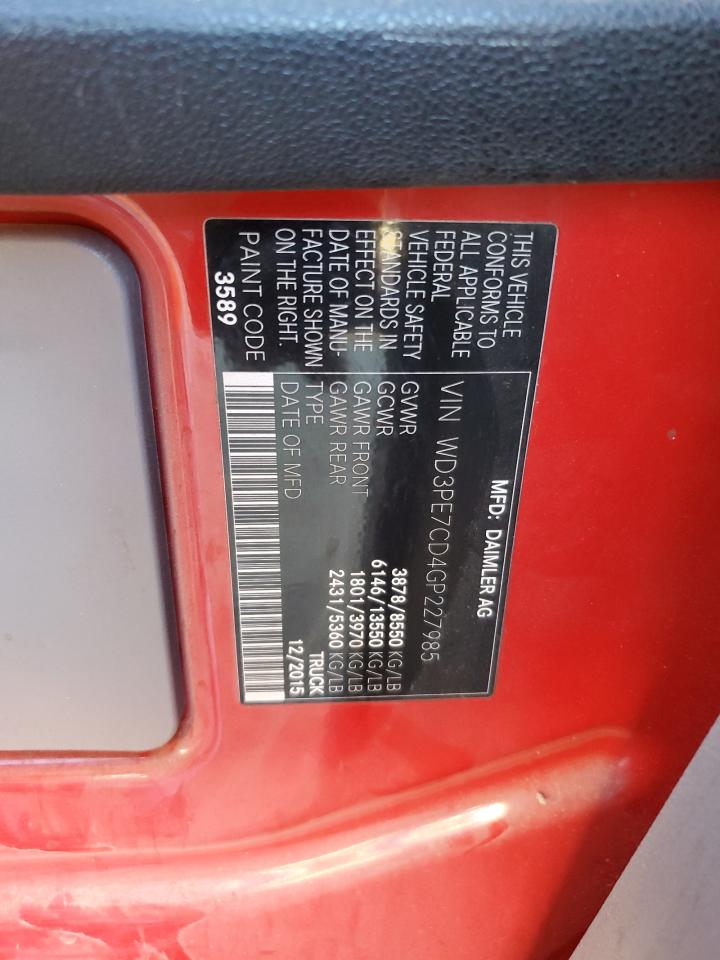 THIS VEHICLE
CONFORMS TO
ALL APPLICABLE
FEDERAL
VEHICLE SAFETY
STANDARDS IN
EFFECT ON THE
DATE OF MANU-
FACTURE SHOWN
ON THE RIGHT.
PAINT CODE
3589
MFD: DAIMLER AG
VIN WD3PE7CD4GP227985
GVWR 3878/8550 KG/LB
GCWR 6146/13550 KG/LB
GAWR FRONT 1801/3970 KG/LB
GAWR REAR 2431/5360 KG/LB
TYPE TRUCK
DATE OF MFD 12/2015